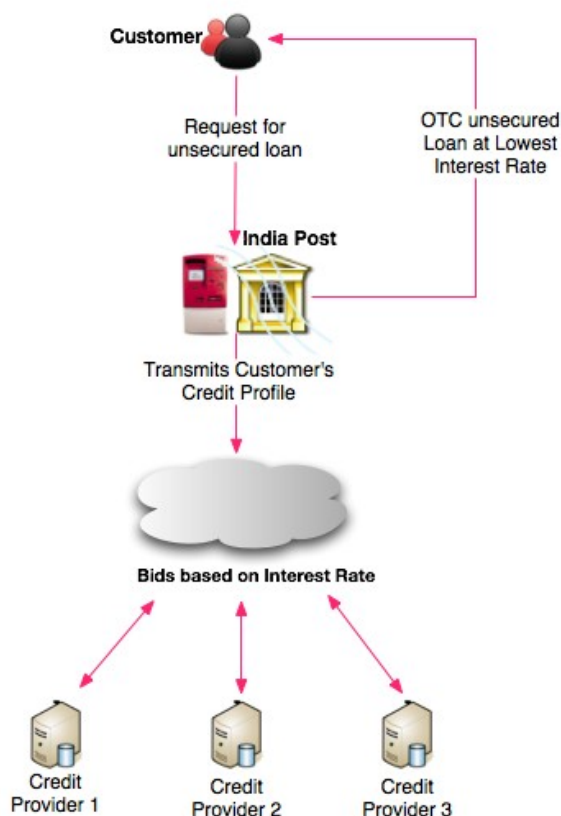 Customer
Request for
unsecured loan
OTC unsecured
Loan at Lowest
Interest Rate
India Post
Transmits Customer's
Credit Profile
Bids based on Interest Rate
Credit
Provider 1
Credit
Provider 2
Credit
Provider 3